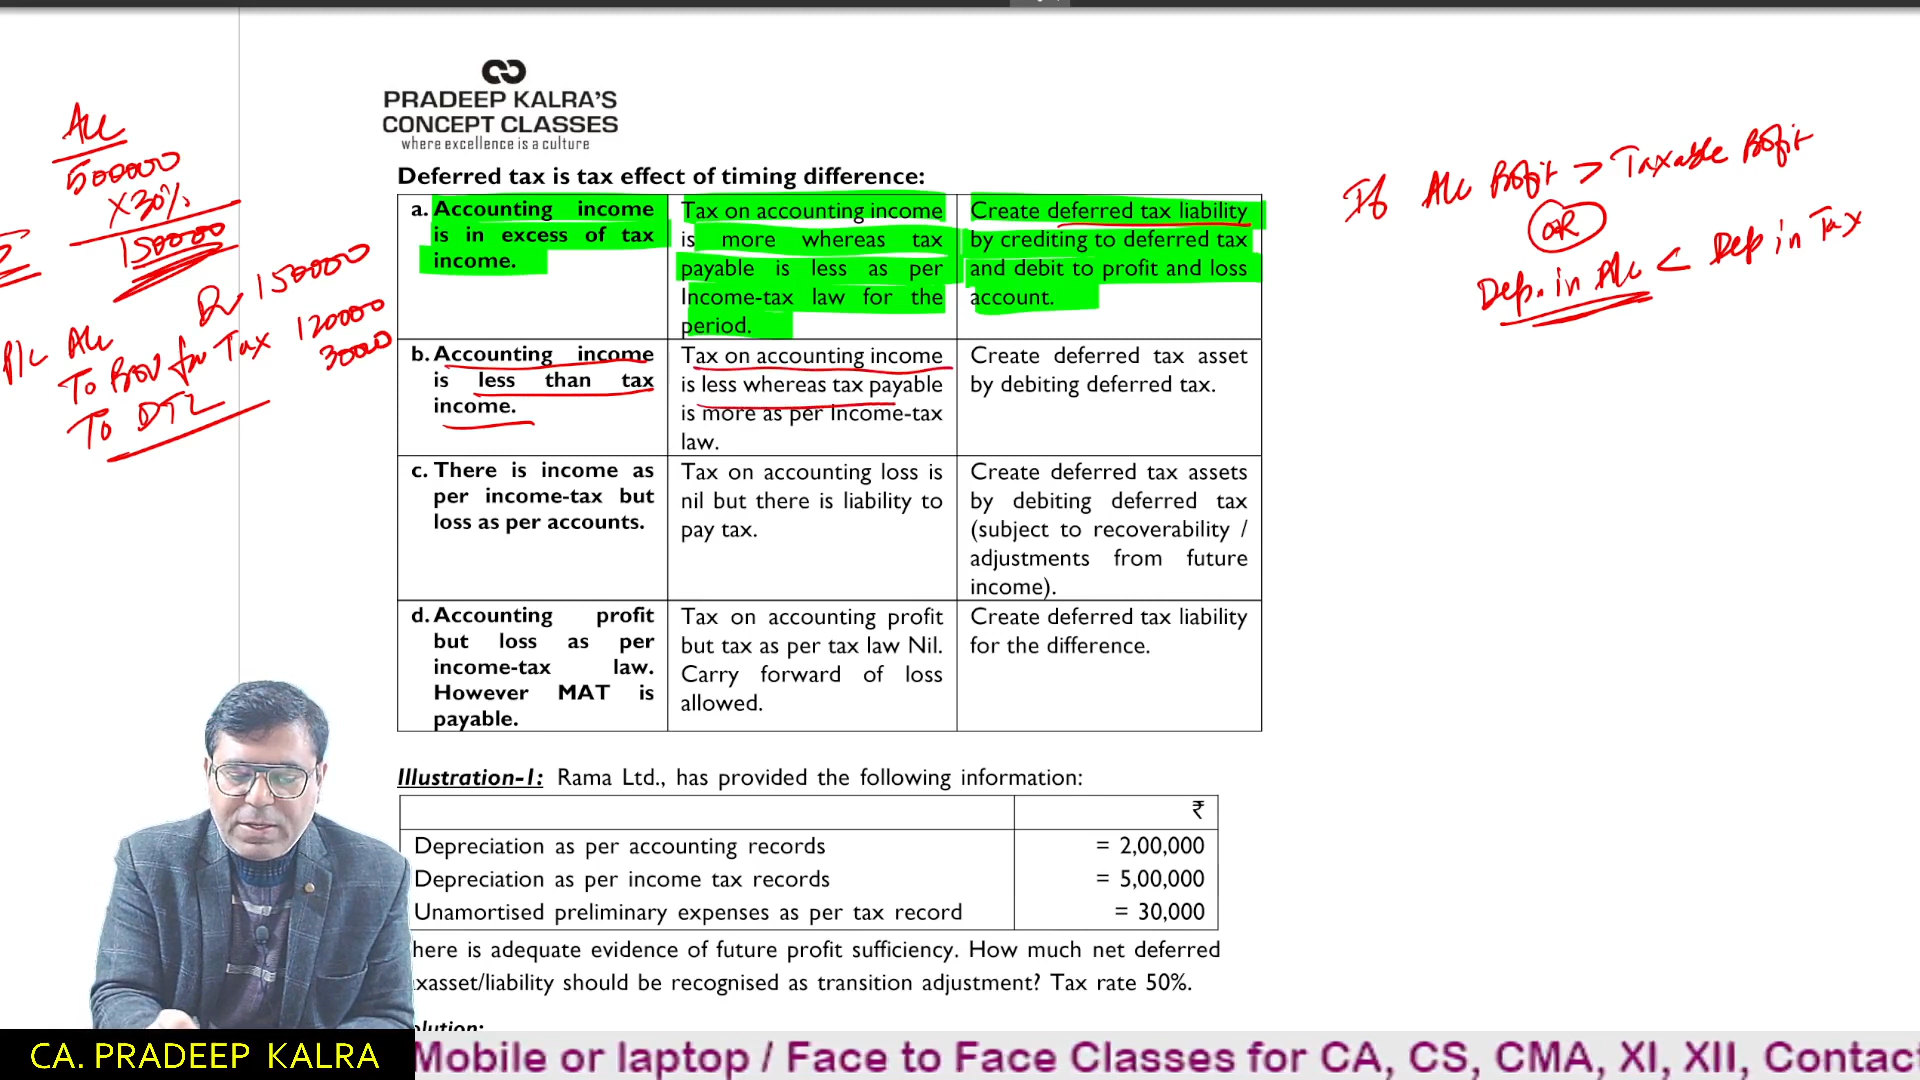 PRADEEP KALRA'S
CONCEPT CLASSES
where excellence is a culture
Deferred tax is tax effect of timing difference:
a. Accounting income
is in excess of tax
income.
Tax on accounting income
is more whereas tax
payable is less as per
Income-tax law for the
period.
Create deferred tax liability
by crediting to deferred tax
and debit to profit and loss
account.
b. Accounting income
is less than tax
income.
Tax on accounting income
is less whereas tax payable
is more as per Income-tax
law.
Create deferred tax asset
by debiting deferred tax.
c. There is income as
per income-tax but
loss as per accounts.
Tax on accounting loss is
nil but there is liability to
pay tax.
Create deferred tax assets
by debiting deferred tax
(subject to recoverability /
adjustments from future
income).
d. Accounting profit
but loss as per
income-tax law.
However MAT is
payable.
Tax on accounting profit
but tax as per tax law Nil.
Carry forward of loss
allowed.
Create deferred tax liability
for the difference.
Illustration-1: Rama Ltd., has provided the following information:
₹
Depreciation as per accounting records = 2,00,000
Depreciation as per income tax records = 5,00,000
Unamortised preliminary expenses as per tax record = 30,000
here is adequate evidence of future profit sufficiency. How much net deferred
xasset/liability should be recognised as transition adjustment? Tax rate 50%.
olution:
A/c
500000
X 30%
150000
Dr 150000
P/L A/c
To Prov for Tax 120000
To DTL 30000
If A/c Profit > Taxable Profit
OR
Dep. in A/c < Dep in Tax
CA. PRADEEP KALRA
Mobile or laptop / Face to Face Classes for CA, CS, CMA, XI, XII, Contac